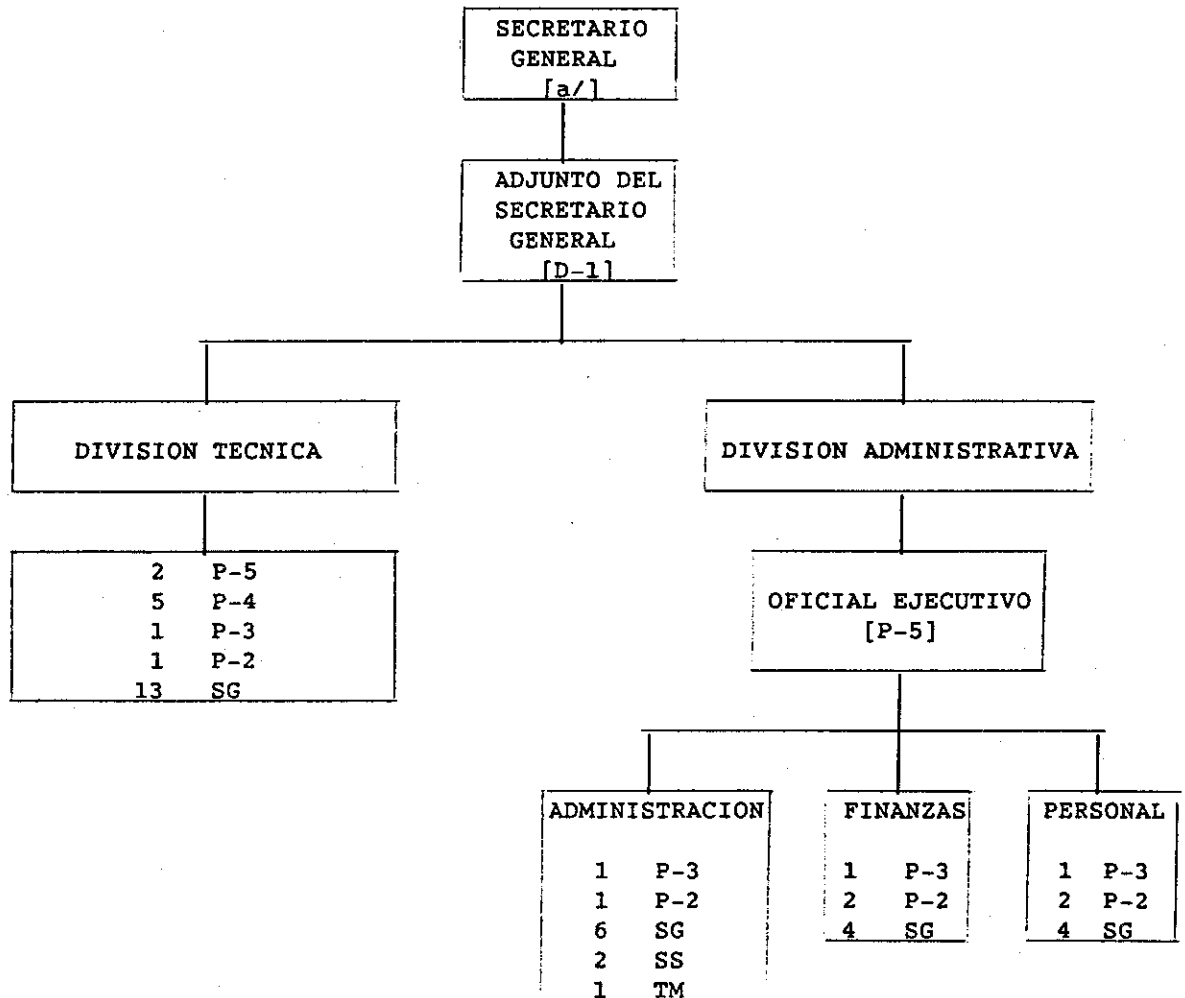 SECRETARIO
GENERAL
[a/]
ADJUNTO DEL
SECRETARIO
GENERAL
[D-1]
DIVISION TECNICA
2 P-5
5 P-4
1 P-3
1 P-2
13 SG
DIVISION ADMINISTRATIVA
OFICIAL EJECUTIVO
[P-5]
ADMINISTRACION
1 P-3
1 P-2
6 SG
2 SS
1 TM
FINANZAS
1 P-3
2 P-2
4 SG
PERSONAL
1 P-3
2 P-2
4 SG